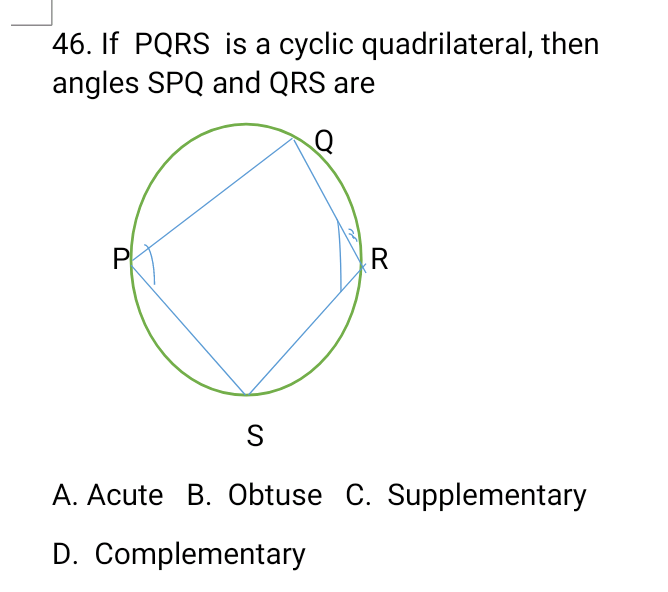 46. If PQRS is a cyclic quadrilateral, then
angles SPQ and QRS are
Q
P
R
S
A. Acute B. Obtuse C. Supplementary
D. Complementary